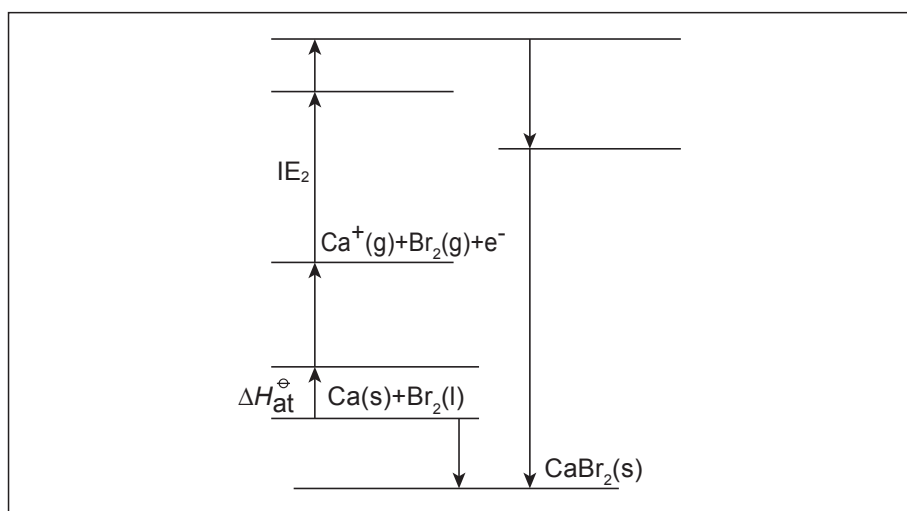 IE₂
Ca⁺(g)+Br₂(g)+e⁻
ΔH⦵at Ca(s)+Br₂(l)
CaBr₂(s)